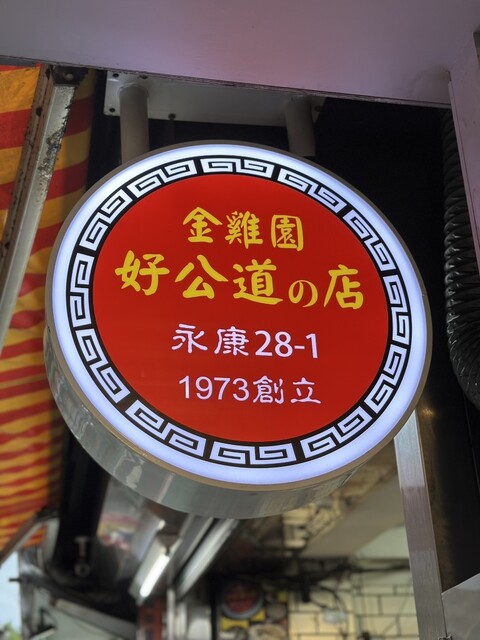 金雞園
好公道の店
永康28-1
1973創立